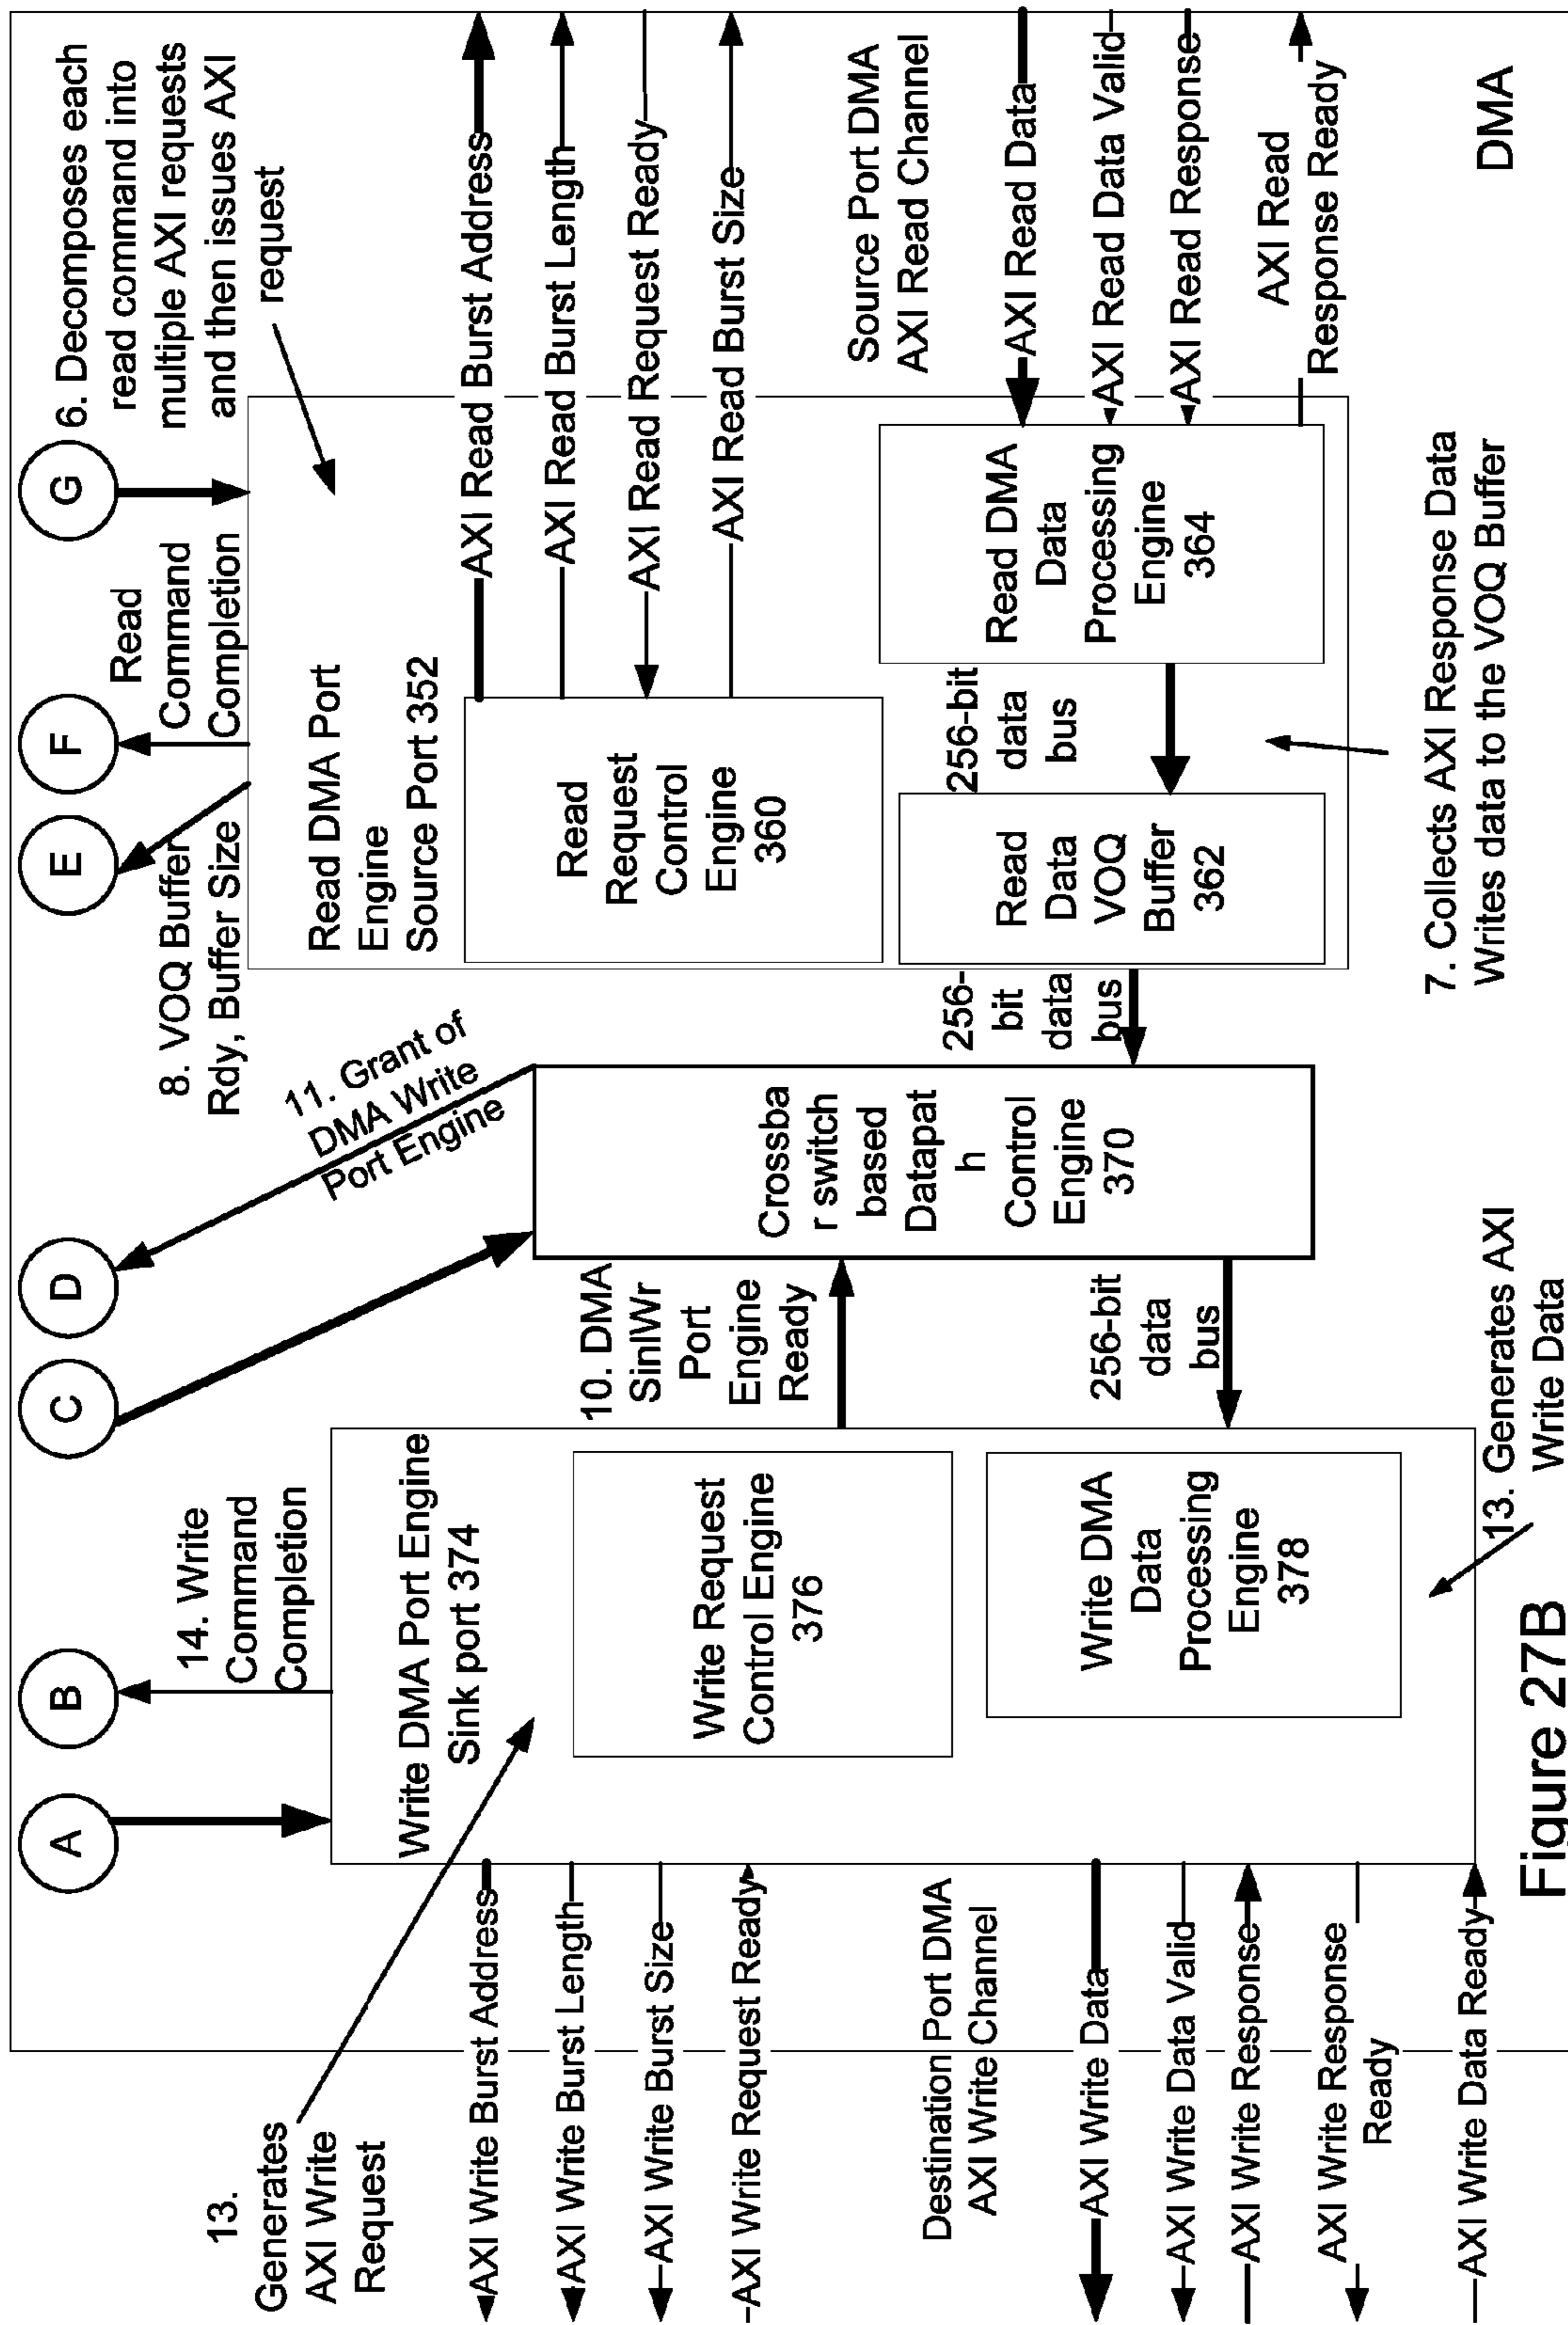 A
B
C
D
E
F
G
14. Write
Command
Completion
11. Grant of
DMA Write
Port Engine
8. VOQ Buffer
Rdy, Buffer Size
Read
Command
Completion
6. Decomposes each
read command into
multiple AXI requests
and then issues AXI
request
13.
Generates
AXI Write
Request
Write DMA Port Engine
Sink port 374
Write Request
Control Engine
376
Write DMA
Data
Processing
Engine
378
10. DMA
SinlWr
Port
Engine
Ready
256-bit
data
bus
Crossba
r switch
based
Datapat
h
Control
Engine
370
256-
bit
data
bus
Read DMA Port
Engine
Source Port 352
Read
Request
Control
Engine
360
Read
Data
VOQ
Buffer
362
256-bit
data
bus
Read DMA
Data
Processing
Engine
364
AXI Read Burst Address
AXI Read Burst Length
AXI Read Request Ready
AXI Read Burst Size
Source Port DMA
AXI Read Channel
AXI Read Data
AXI Read Data Valid
AXI Read Response
AXI Read
Response Ready
AXI Write Burst Address
AXI Write Burst Length
AXI Write Burst Size
AXI Write Request Ready
Destination Port DMA
AXI Write Channel
AXI Write Data
AXI Write Data Valid
AXI Write Response
AXI Write Response
Ready
AXI Write Data Ready
13. Generates AXI
Write Data
7. Collects AXI Response Data
Writes data to the VOQ Buffer
DMA
Figure 27B